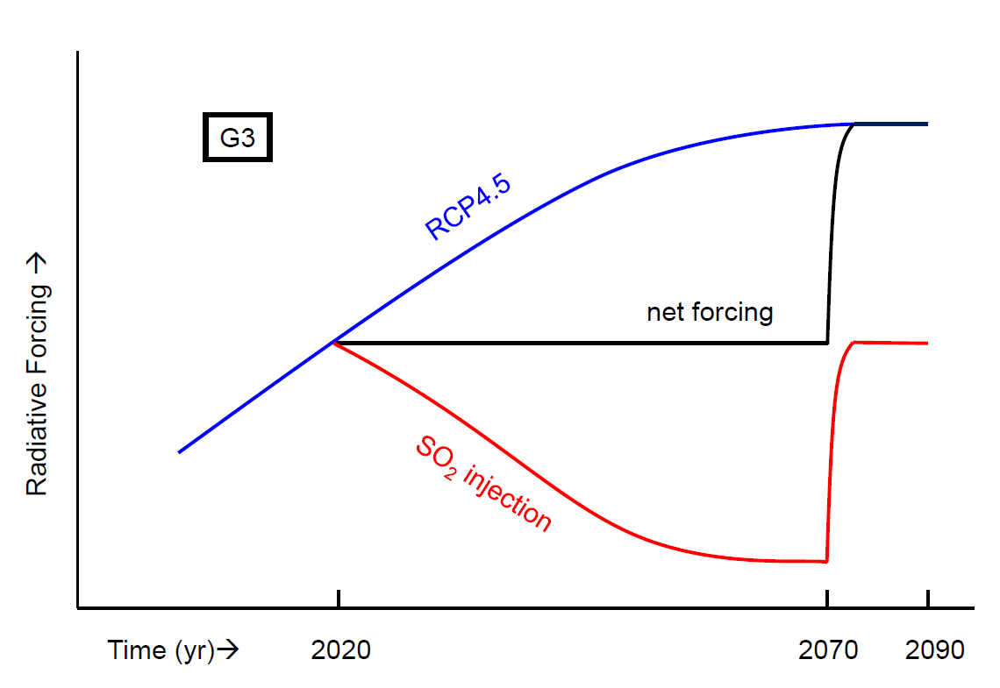 G3
RCP4.5
net forcing
SO₂ injection
Radiative Forcing →
Time (yr)→ 2020 2070 2090